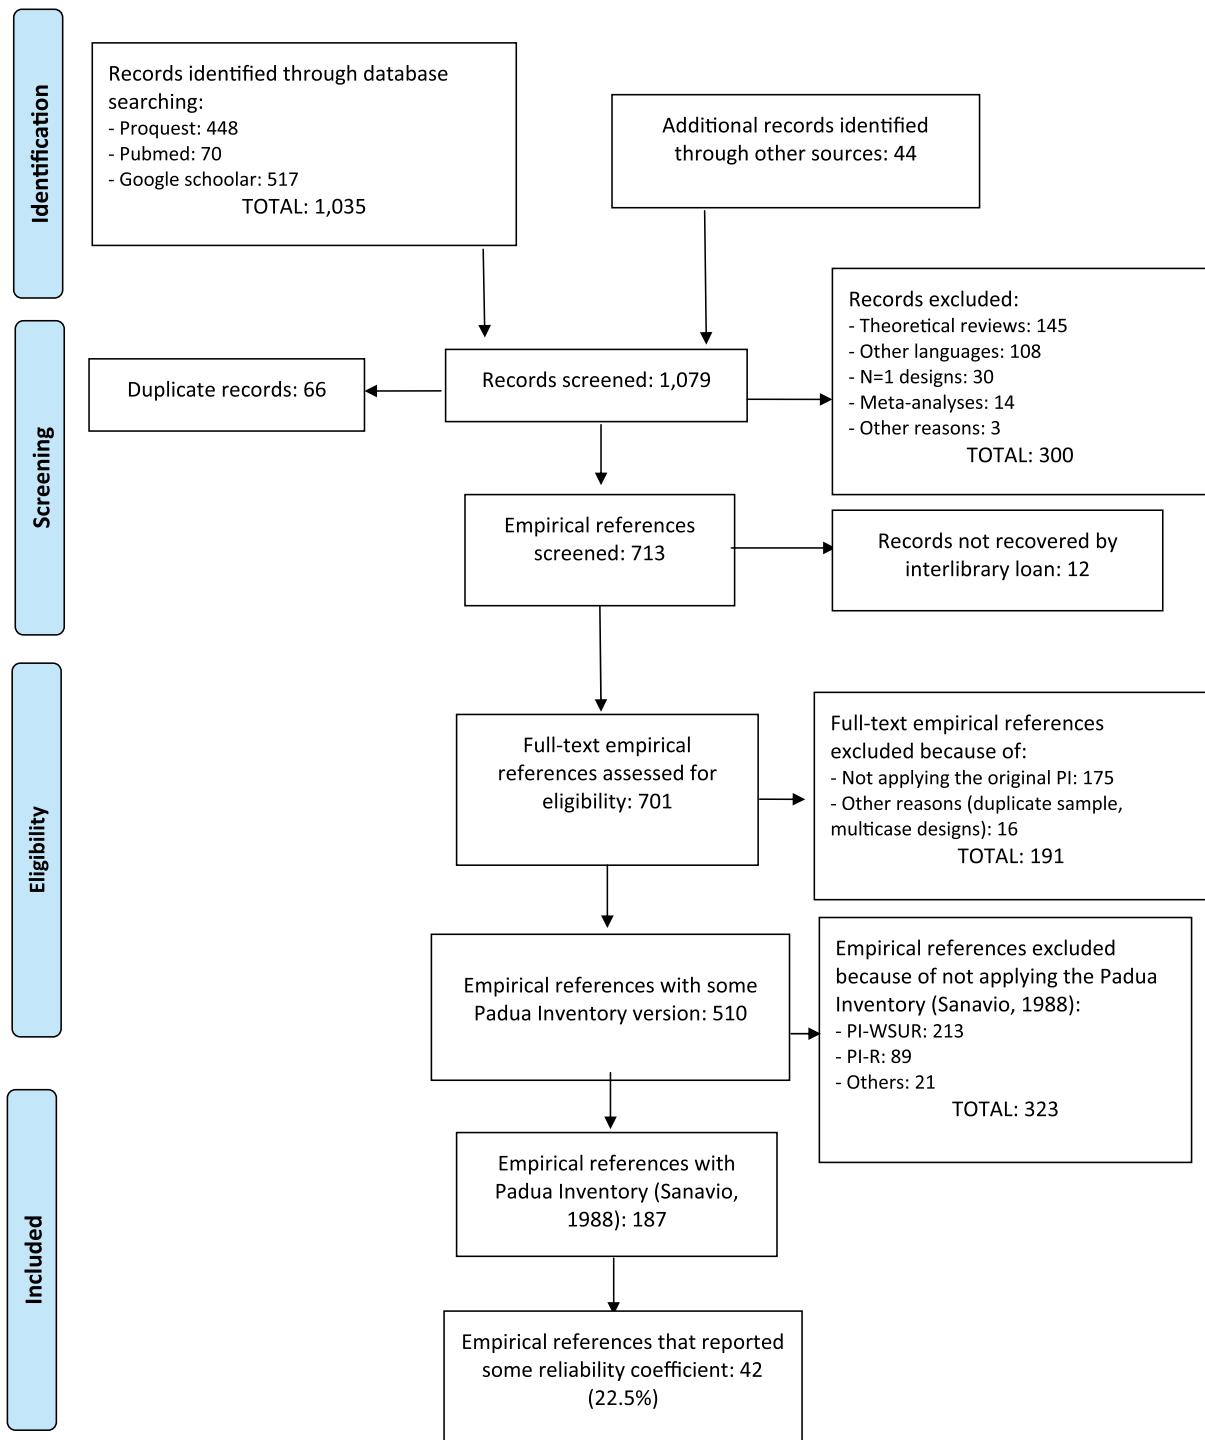 Identification
Records identified through database
searching:
- Proquest: 448
- Pubmed: 70
- Google schoolar: 517
TOTAL: 1,035
Additional records identified
through other sources: 44
Records excluded:
- Theoretical reviews: 145
- Other languages: 108
- N=1 designs: 30
- Meta-analyses: 14
- Other reasons: 3
TOTAL: 300
Screening
Duplicate records: 66
Records screened: 1,079
Empirical references
screened: 713
Records not recovered by
interlibrary loan: 12
Eligibility
Full-text empirical
references assessed for
eligibility: 701
Full-text empirical references
excluded because of:
- Not applying the original PI: 175
- Other reasons (duplicate sample,
multicase designs): 16
TOTAL: 191
Empirical references with some
Padua Inventory version: 510
Empirical references excluded
because of not applying the Padua
Inventory (Sanavio, 1988):
- PI-WSUR: 213
- PI-R: 89
- Others: 21
TOTAL: 323
Included
Empirical references with
Padua Inventory (Sanavio,
1988): 187
Empirical references that reported
some reliability coefficient: 42
(22.5%)